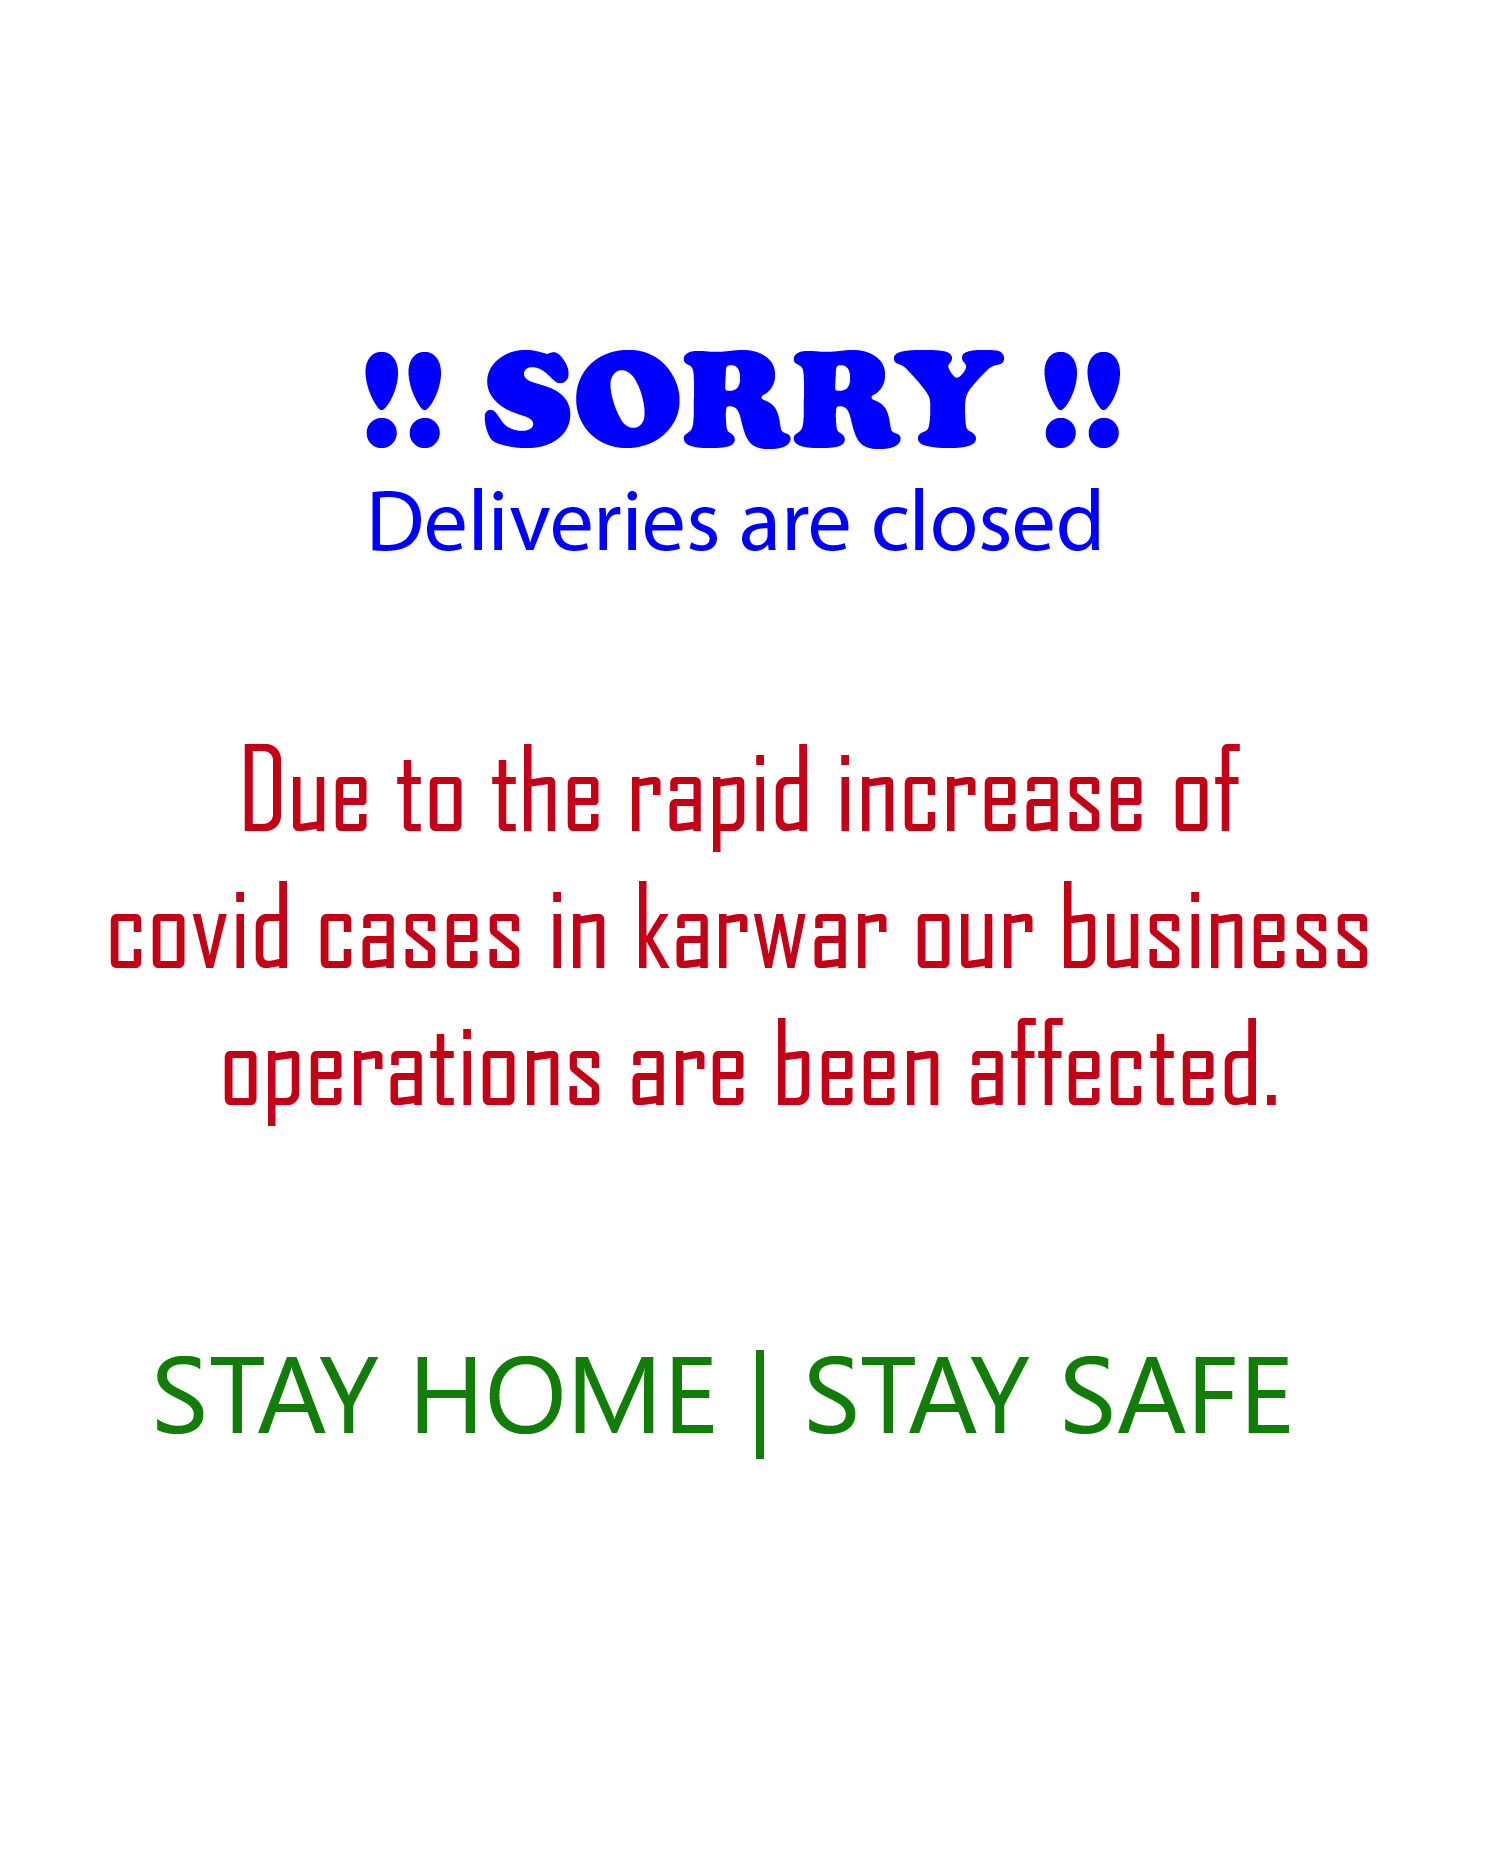 !! SORRY !!
Deliveries are closed
Due to the rapid increase of
covid cases in karwar our business
operations are been affected.
STAY HOME | STAY SAFE